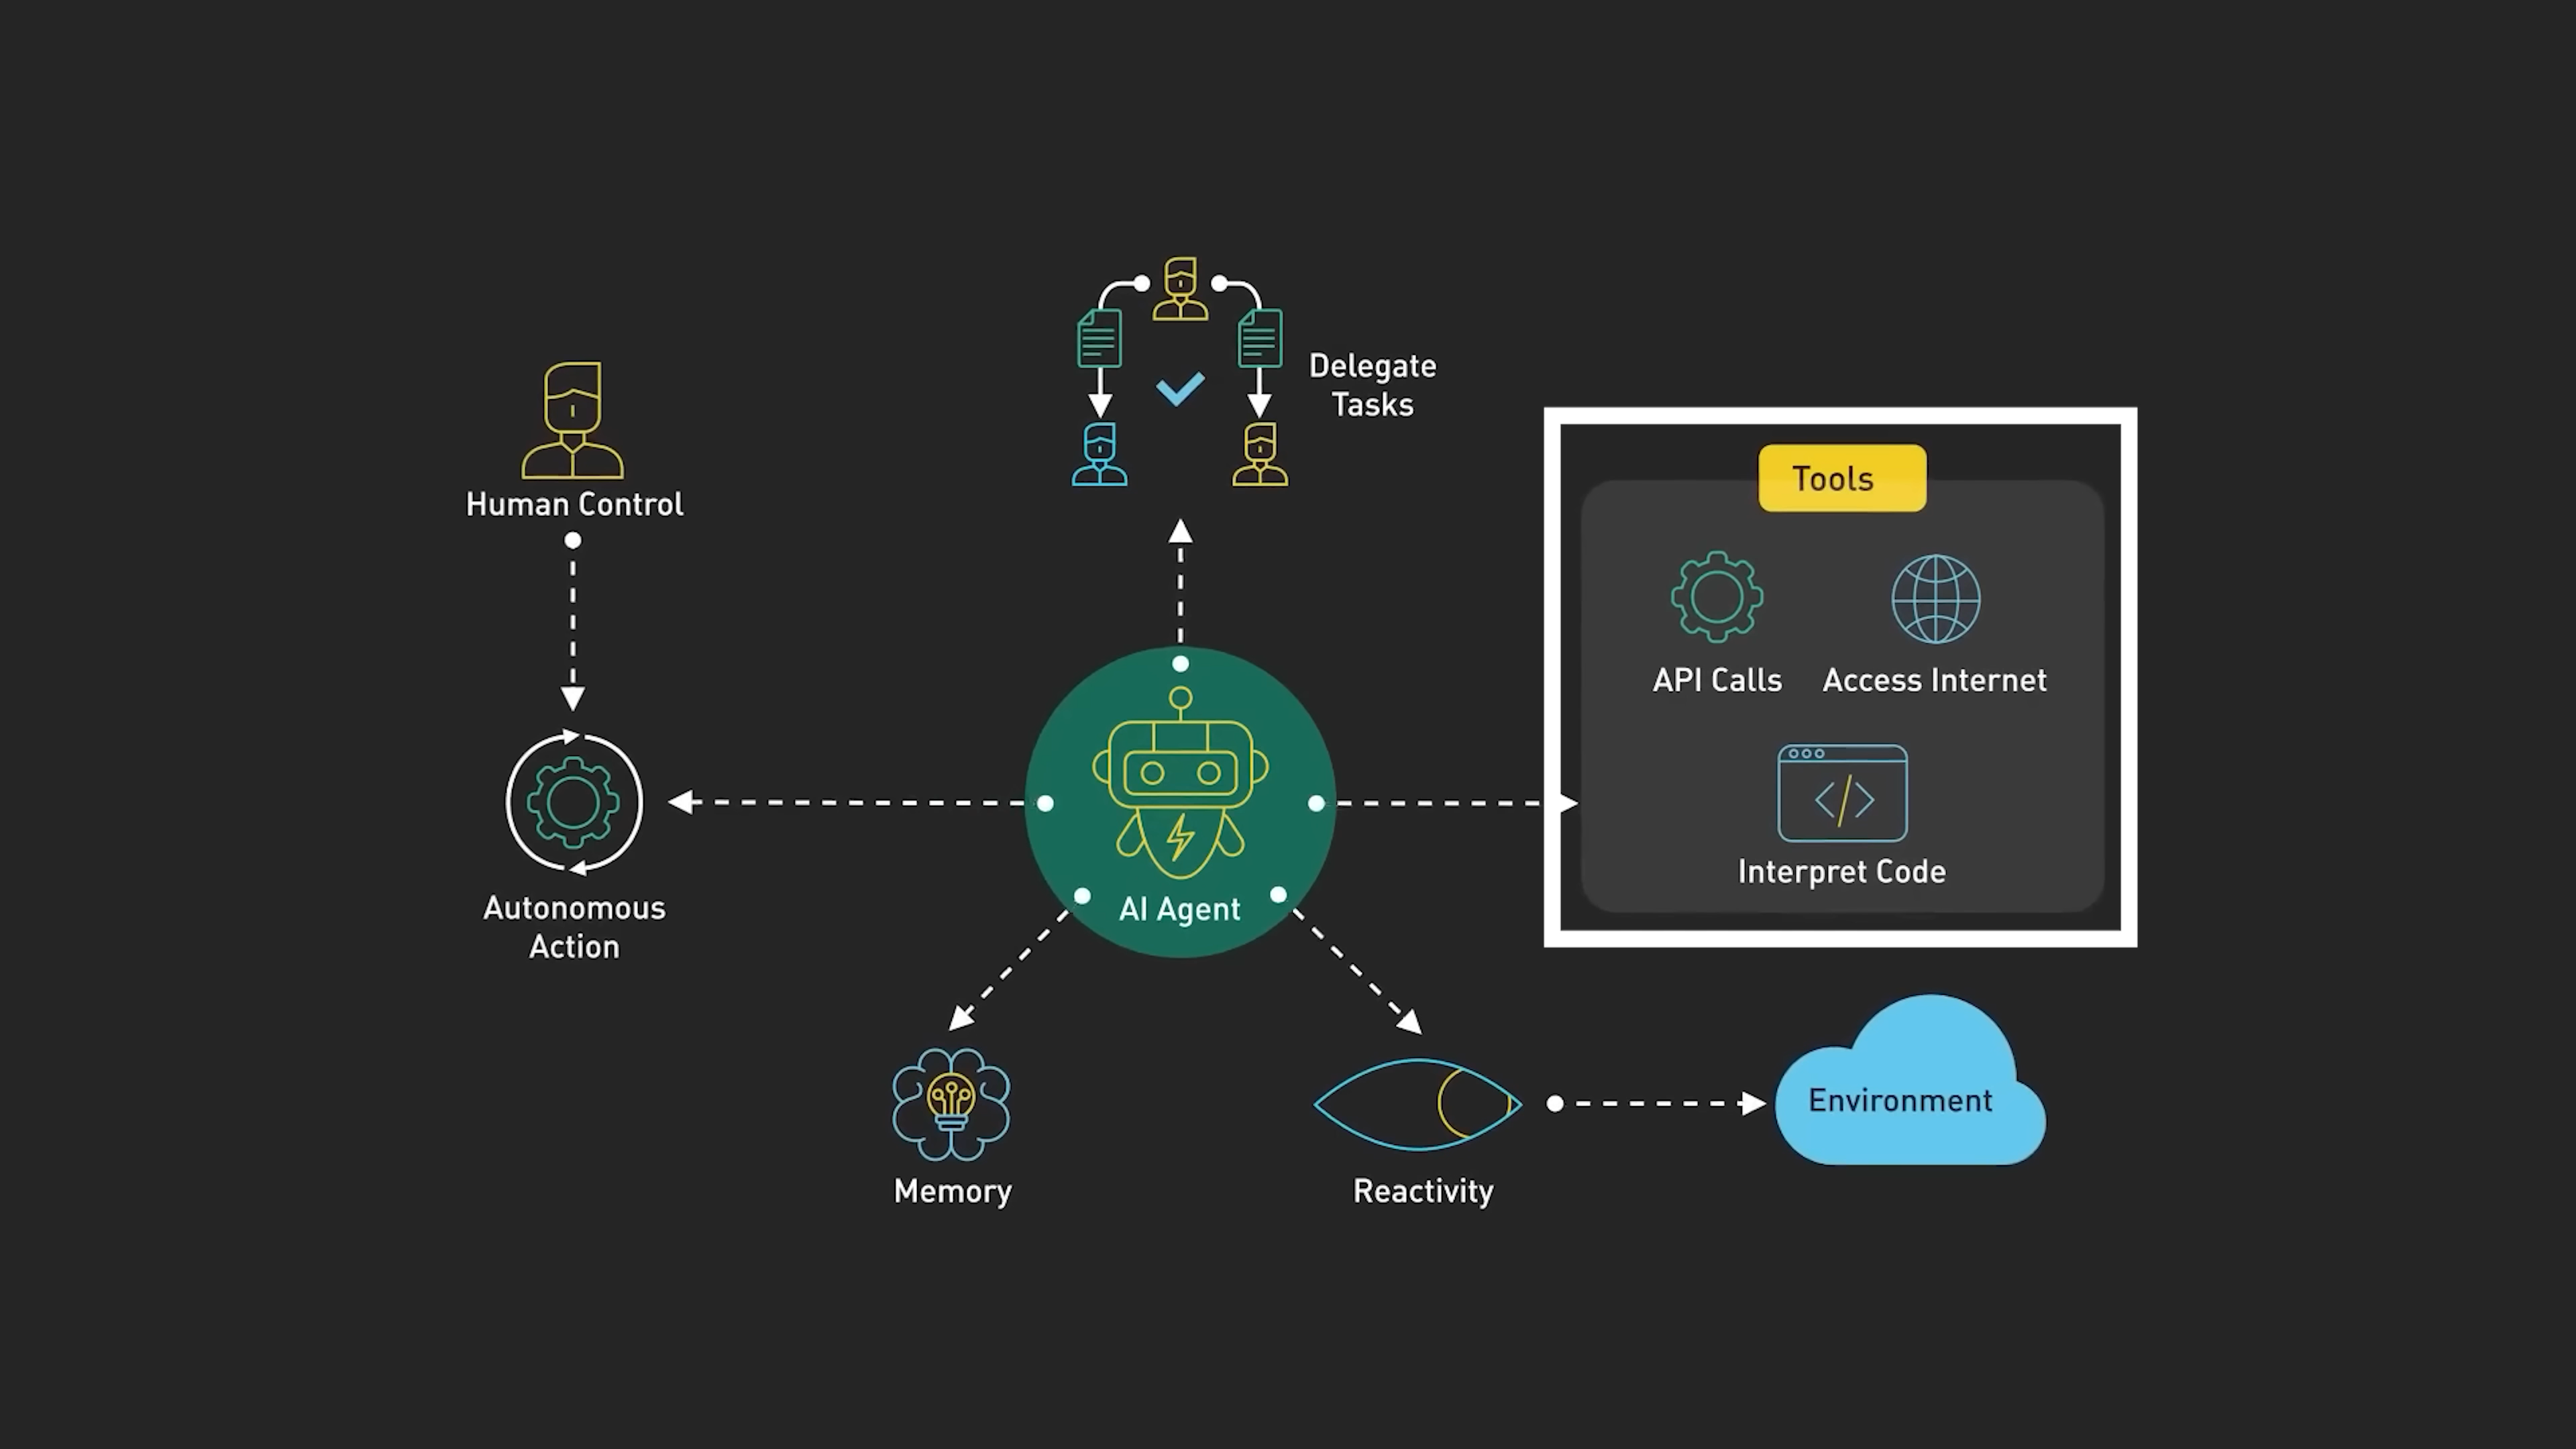 Delegate
Tasks
Human Control
Tools
API Calls
Access Internet
Interpret Code
AI Agent
Autonomous
Action
Environment
Memory
Reactivity